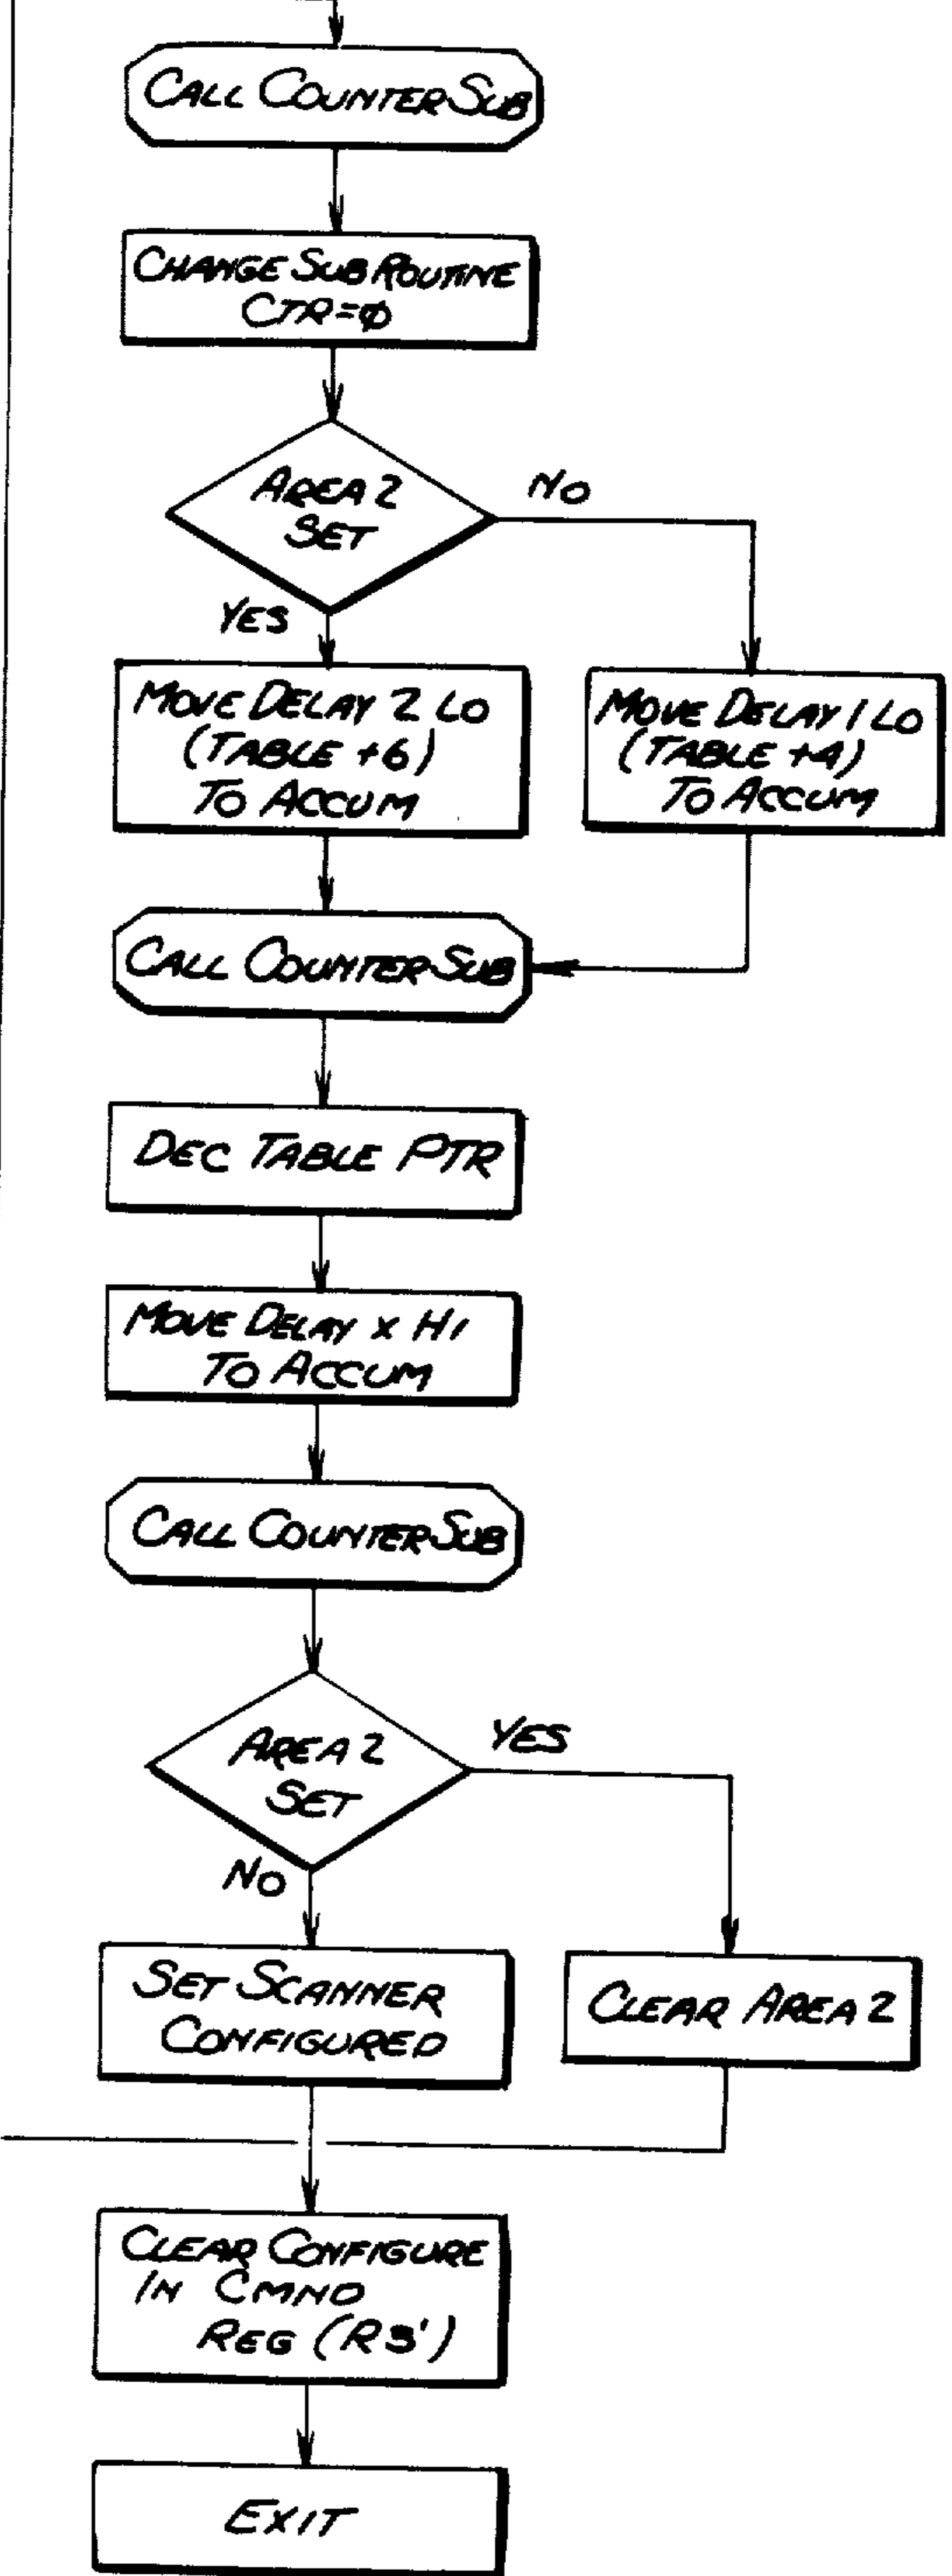 CALL COUNTER SUB
CHANGE SUBROUTINE
CTR=φ
AREA 2
SET
NO
YES
MOVE DELAY 2 LO
(TABLE +6)
TO ACCUM
MOVE DELAY 1 LO
(TABLE +4)
TO ACCUM
CALL COUNTER SUB
DEC TABLE PTR
MOVE DELAY X HI
TO ACCUM
CALL COUNTER SUB
AREA 2
SET
YES
NO
SET SCANNER
CONFIGURED
CLEAR AREA 2
CLEAR CONFIGURE
IN CMND
REG (R3')
EXIT